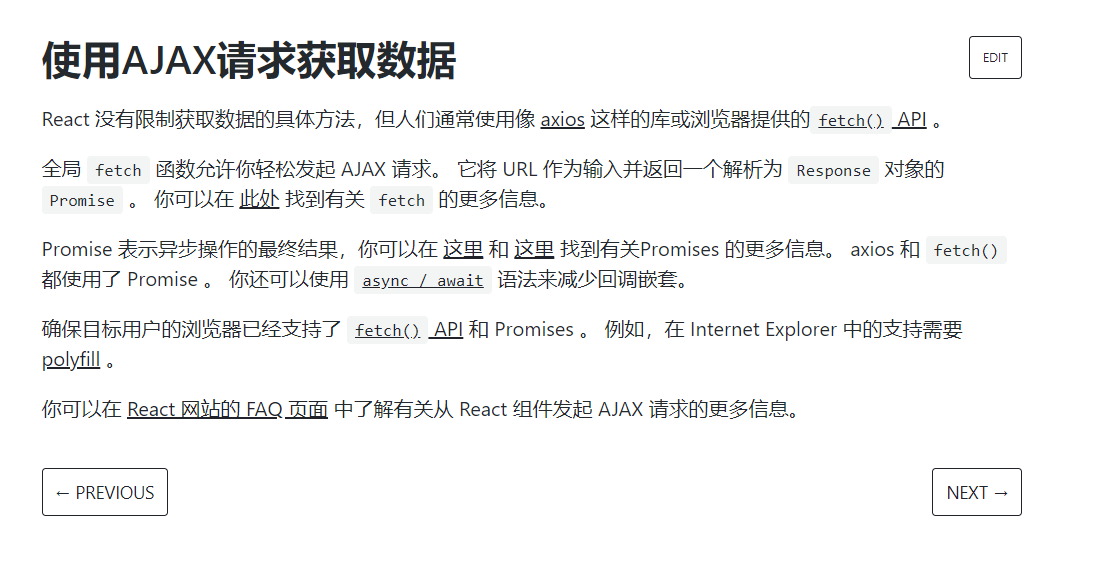 使用AJAX请求获取数据
EDIT
React 没有限制获取数据的具体方法，但人们通常使用像 axios 这样的库或浏览器提供的 fetch() API 。
全局 fetch 函数允许你轻松发起 AJAX 请求。 它将 URL 作为输入并返回一个解析为 Response 对象的
Promise 。 你可以在 此处 找到有关 fetch 的更多信息。
Promise 表示异步操作的最终结果，你可以在 这里 和 这里 找到有关Promises 的更多信息。 axios 和 fetch()
都使用了 Promise 。 你还可以使用 async / await 语法来减少回调嵌套。
确保目标用户的浏览器已经支持了 fetch() API 和 Promises 。 例如，在 Internet Explorer 中的支持需要
polyfill 。
你可以在 React 网站的 FAQ 页面 中了解有关从 React 组件发起 AJAX 请求的更多信息。
← PREVIOUS
NEXT →